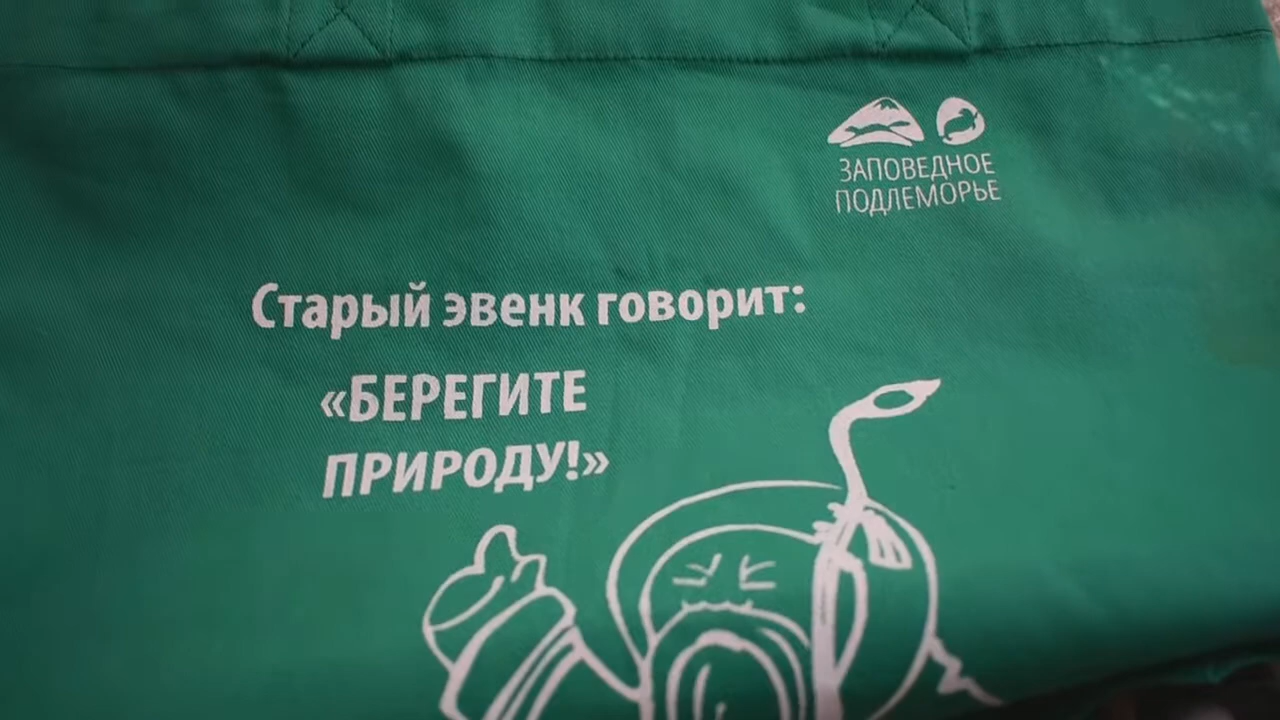 ЗАПОВЕДНОЕ
ПОДЛЕМОРЬЕ
Старый эвенк говорит:
«БЕРЕГИТЕ
ПРИРОДУ!»